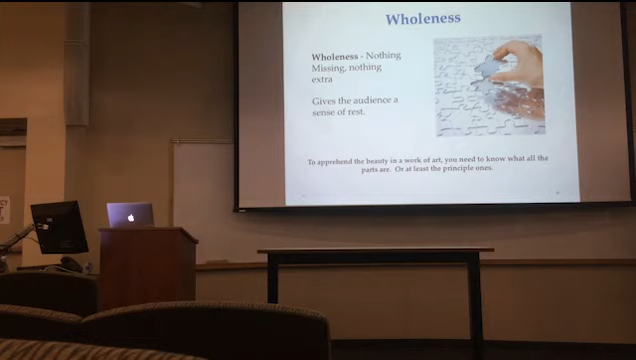 Wholeness
Wholeness - Nothing
Missing, nothing
extra
Gives the audience a
sense of rest.
To apprehend the beauty in a work of art, you need to know what all the
parts are. Or at least the principle ones.